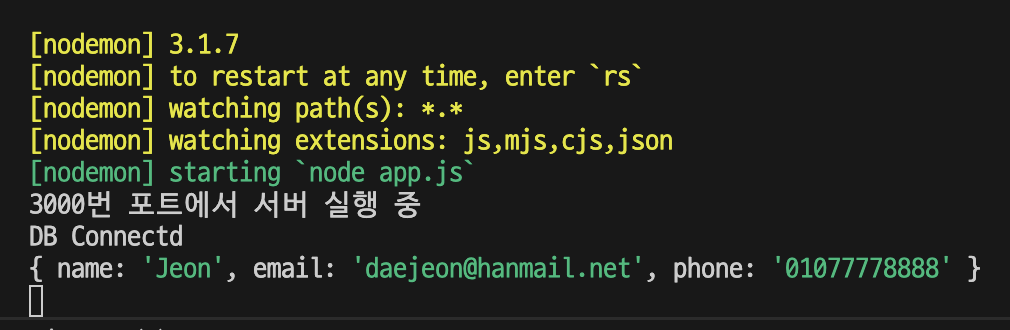 [nodemon] 3.1.7
[nodemon] to restart at any time, enter `rs`
[nodemon] watching path(s): *.*
[nodemon] watching extensions: js,mjs,cjs,json
[nodemon] starting `node app.js`
3000번 포트에서 서버 실행 중
DB Connectd
{ name: 'Jeon', email: 'daejeon@hanmail.net', phone: '01077778888' }